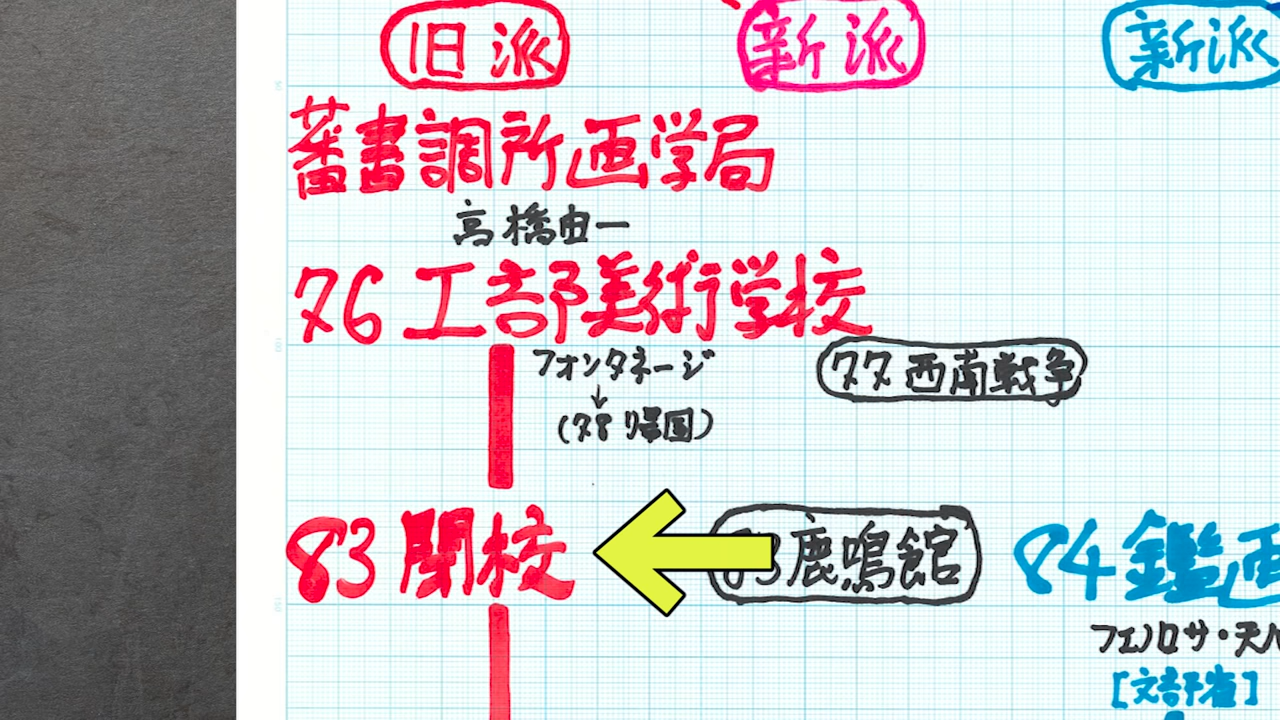 旧派
新派
新派
蕃書調所画学局
高橋由一
76 工部美術学校
フォンタネージ
↓
(78 帰国)
77 西南戦争
83 閉校
83 鹿鳴館
84 鑑画
フェノロサ・天
[文部省]